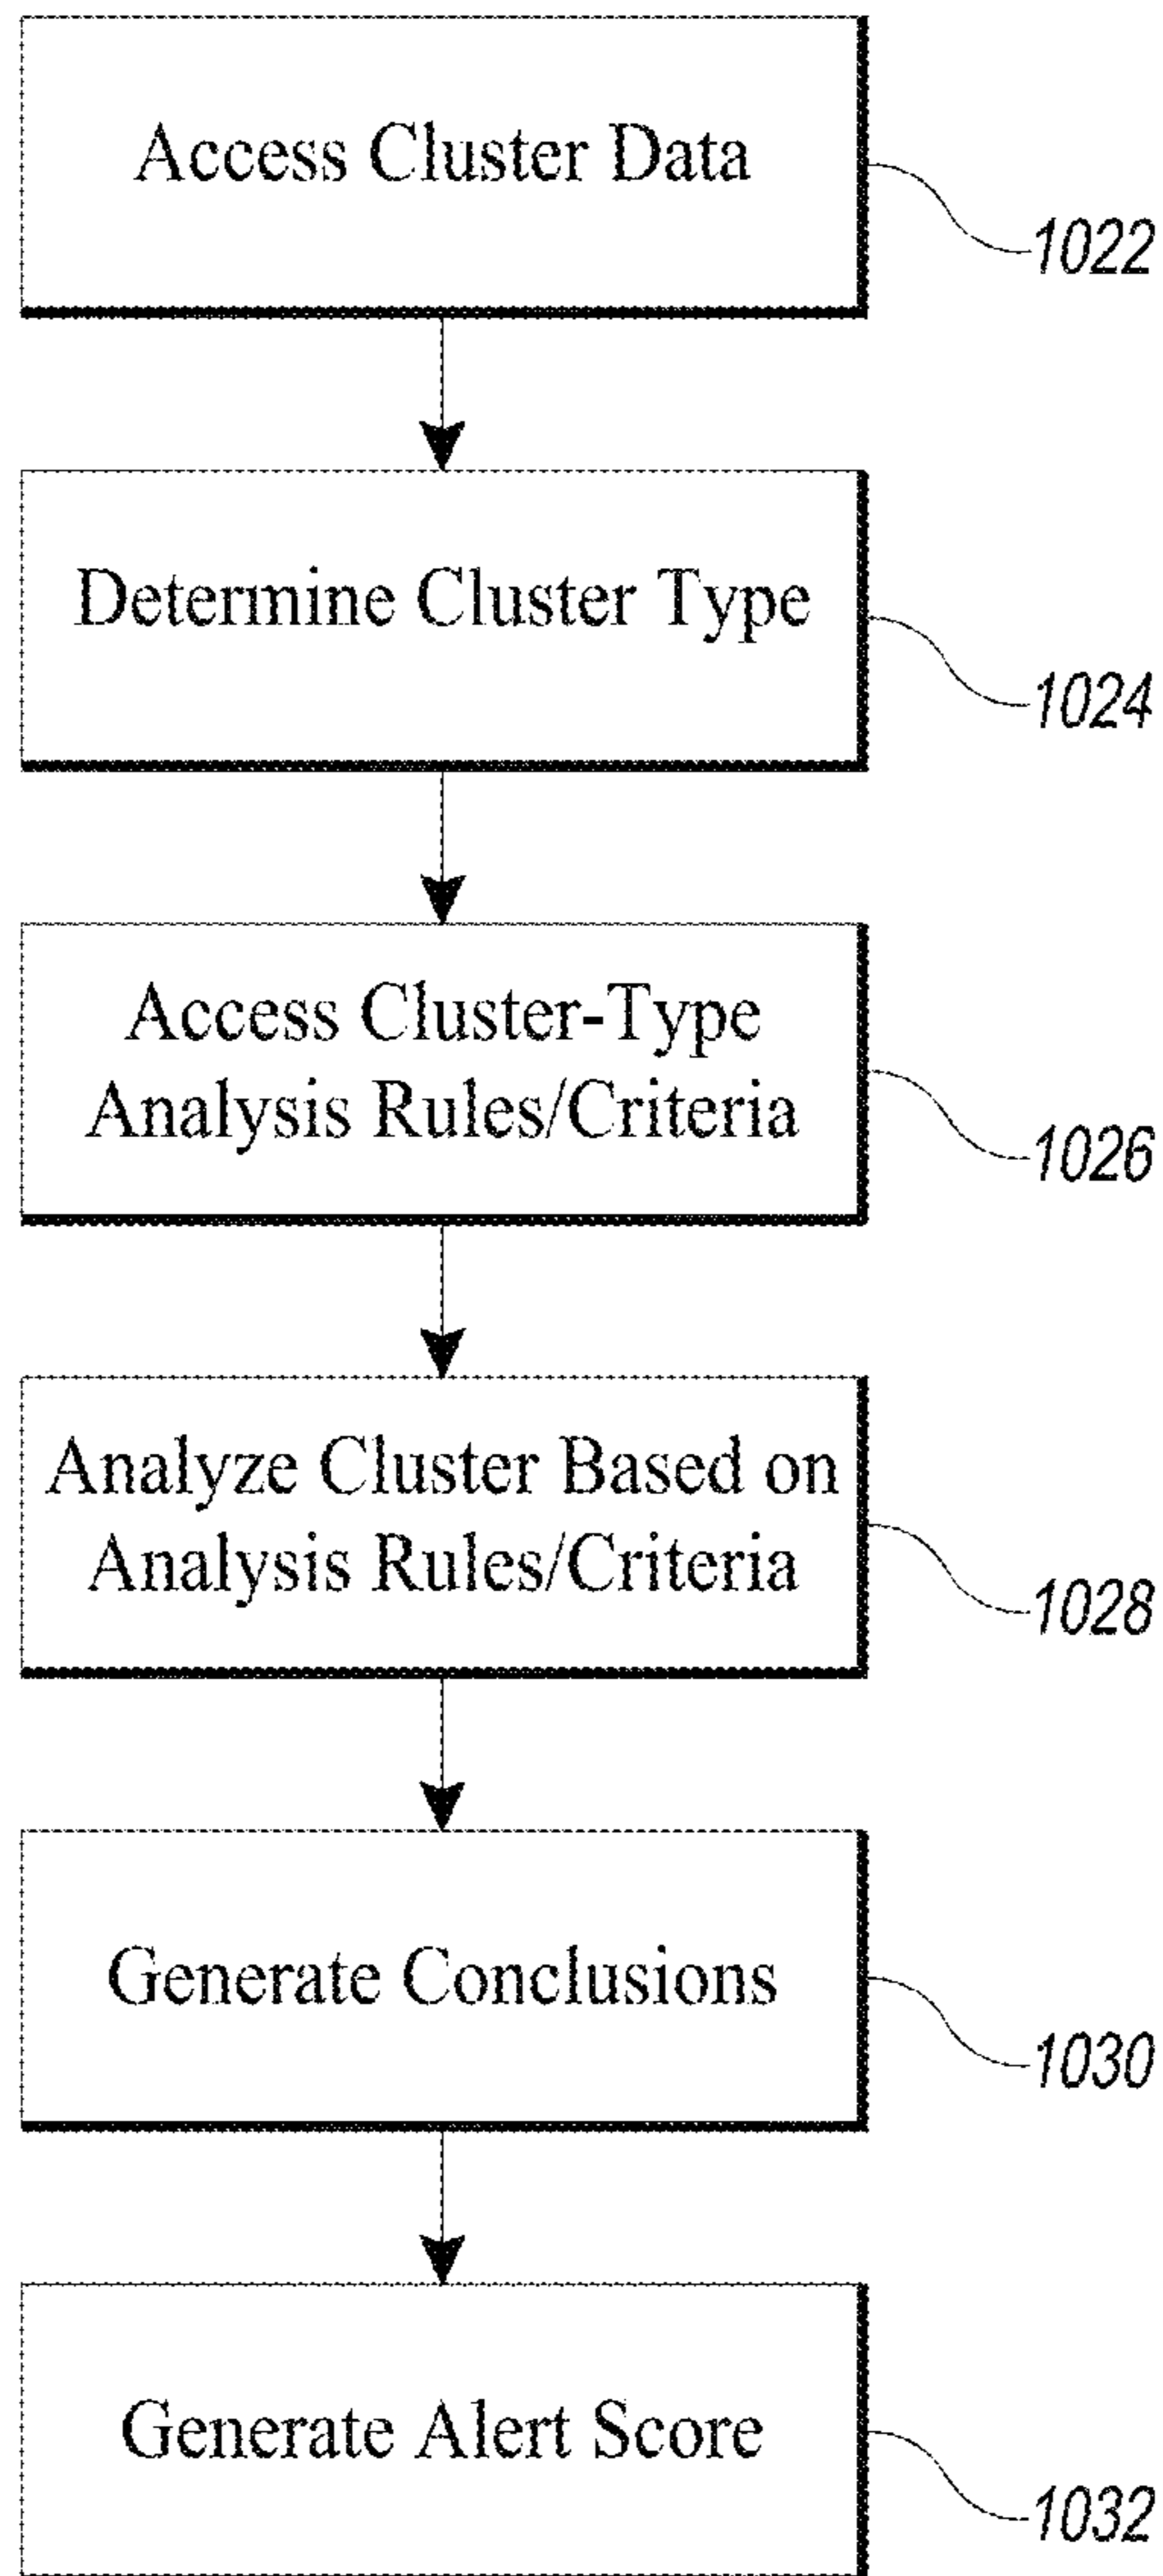 Access Cluster Data
1022
Determine Cluster Type
1024
Access Cluster-Type
Analysis Rules/Criteria
1026
Analyze Cluster Based on
Analysis Rules/Criteria
1028
Generate Conclusions
1030
Generate Alert Score
1032